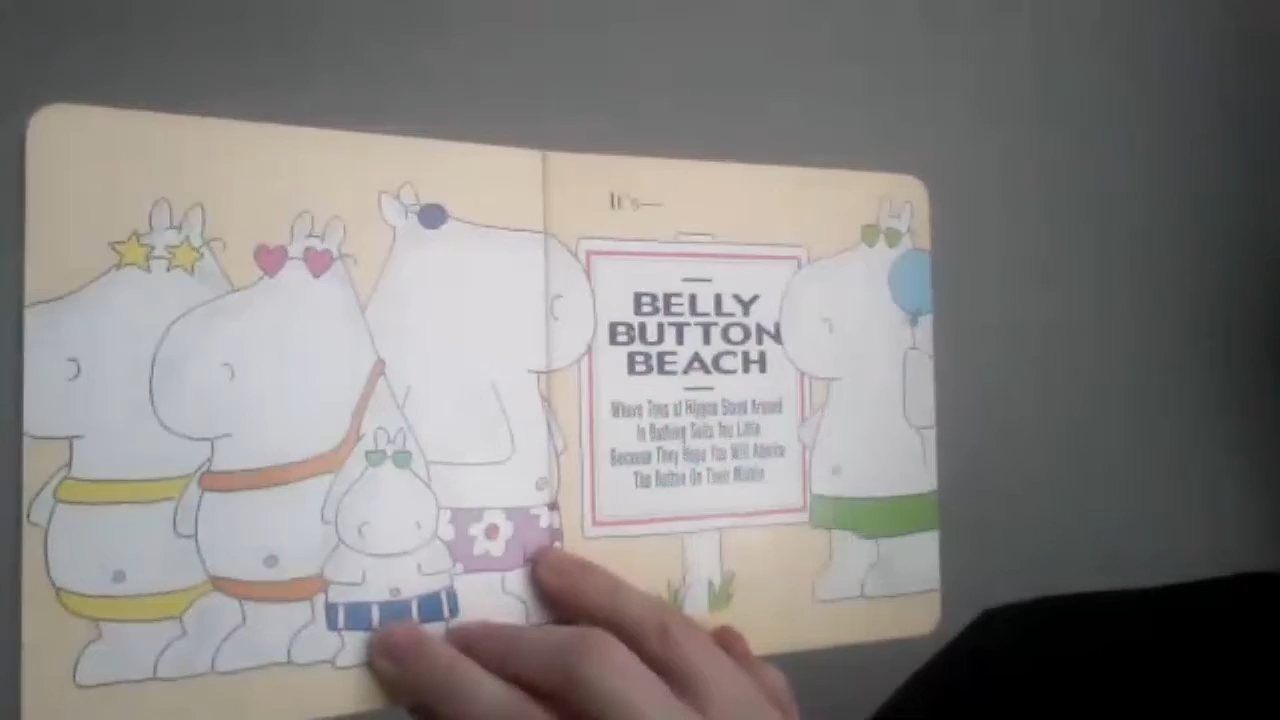 It's—
BELLY
BUTTON
BEACH
Where Tons of Hippos Stand Around
In Bathing Suits Too Little
Because They Hope You Will Admire
The Button On Their Middle